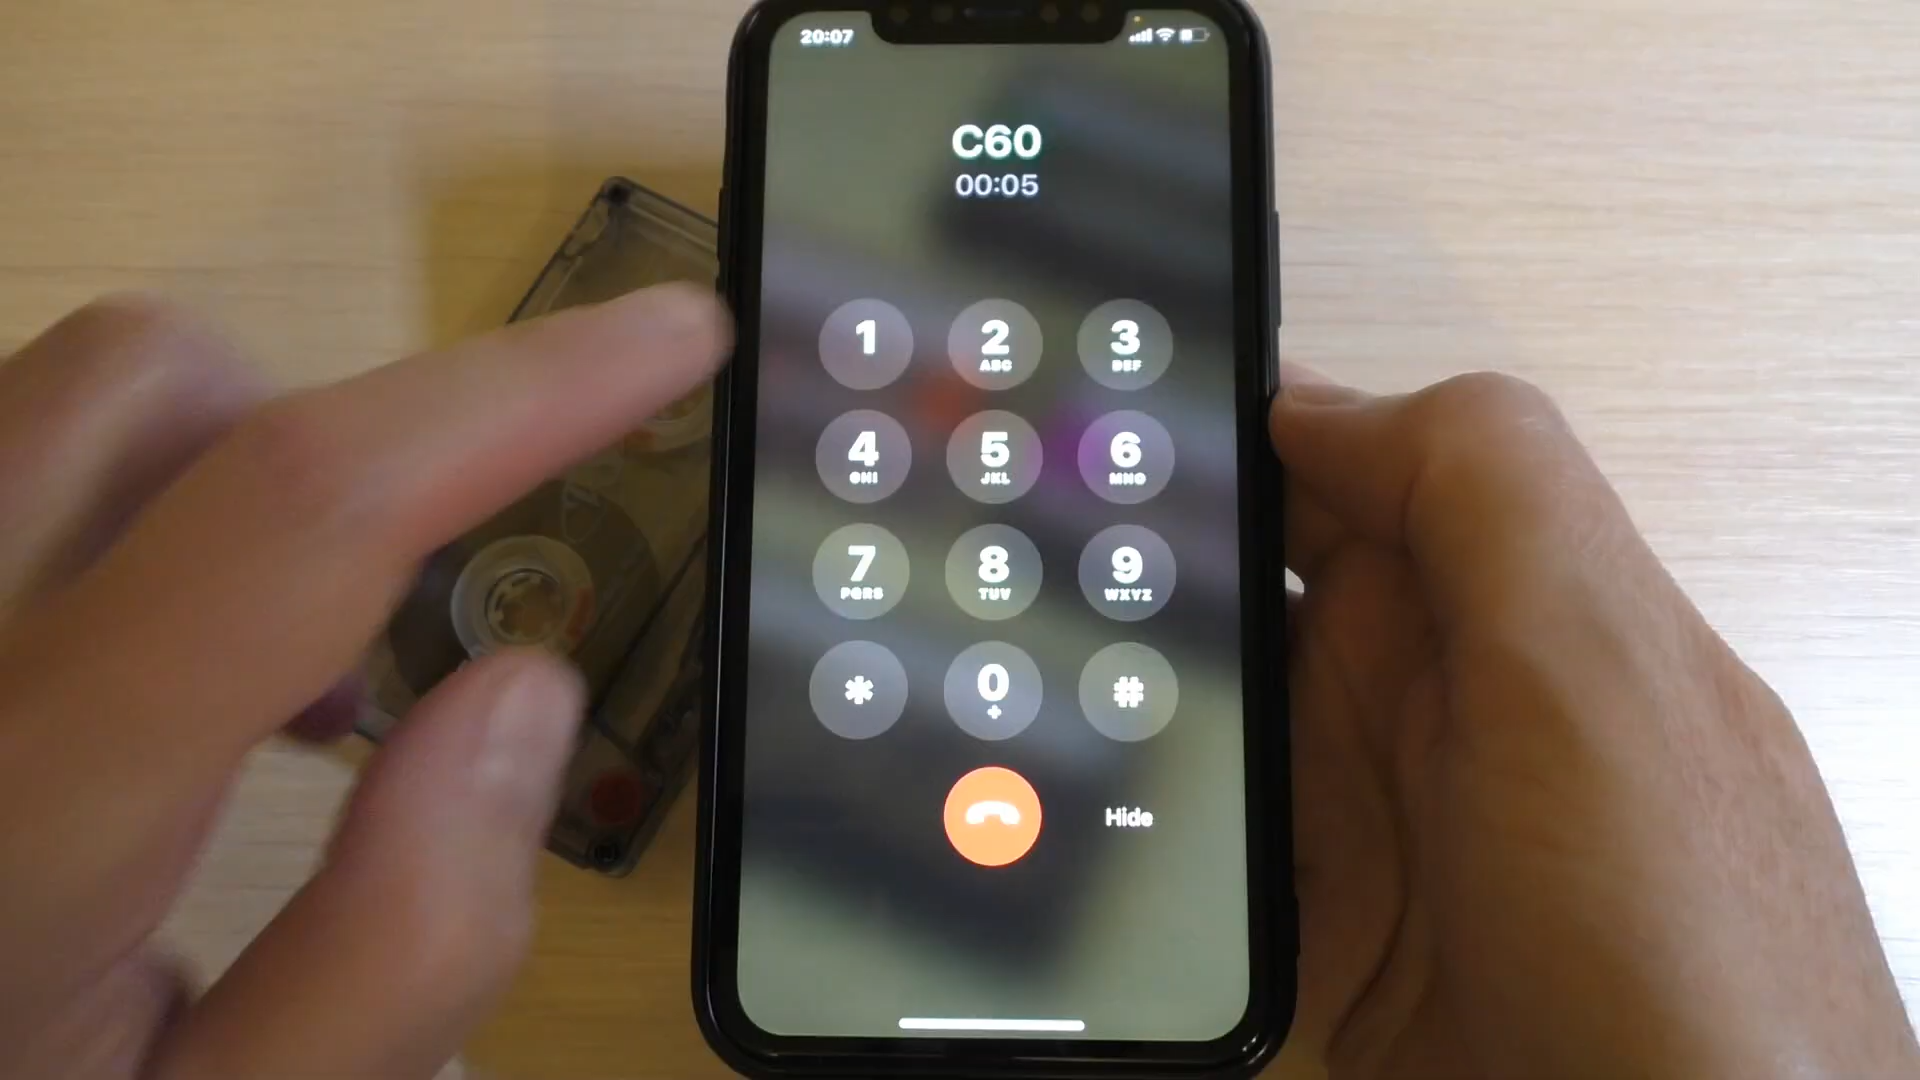 20:07
C60
00:05
1 2 3
ABC DEF
4 5 6
GHI JKL MNO
7 8 9
PQRS TUV WXYZ
* 0 #
+
Hide